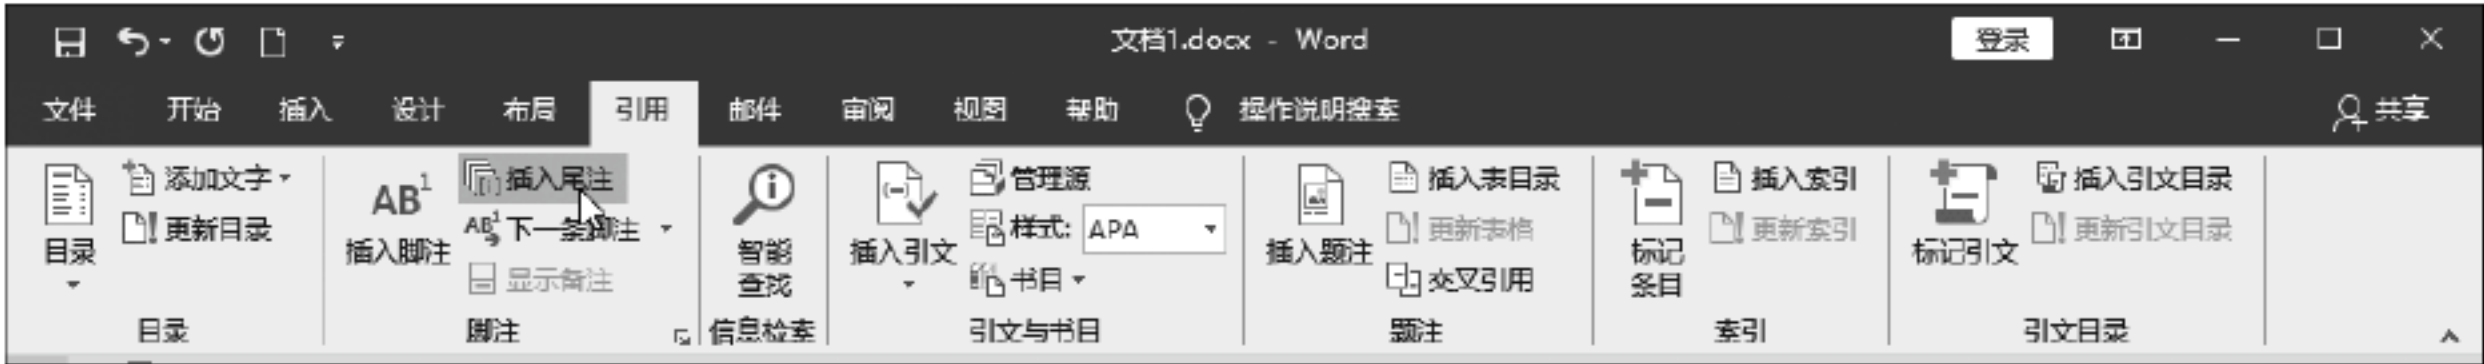 文档1.docx - Word 登录
文件 开始 插入 设计 布局 引用 邮件 审阅 视图 帮助 操作说明搜索 共享
目录
添加文字
更新目录
目录
AB1
插入脚注
插入尾注
下一条脚注
显示备注
脚注
智能
查找
信息检索
插入引文
管理源
样式: APA
书目
引文与书目
插入题注
插入表目录
更新表格
交叉引用
题注
标记
条目
插入索引
更新索引
索引
标记引文
插入引文目录
更新引文目录
引文目录